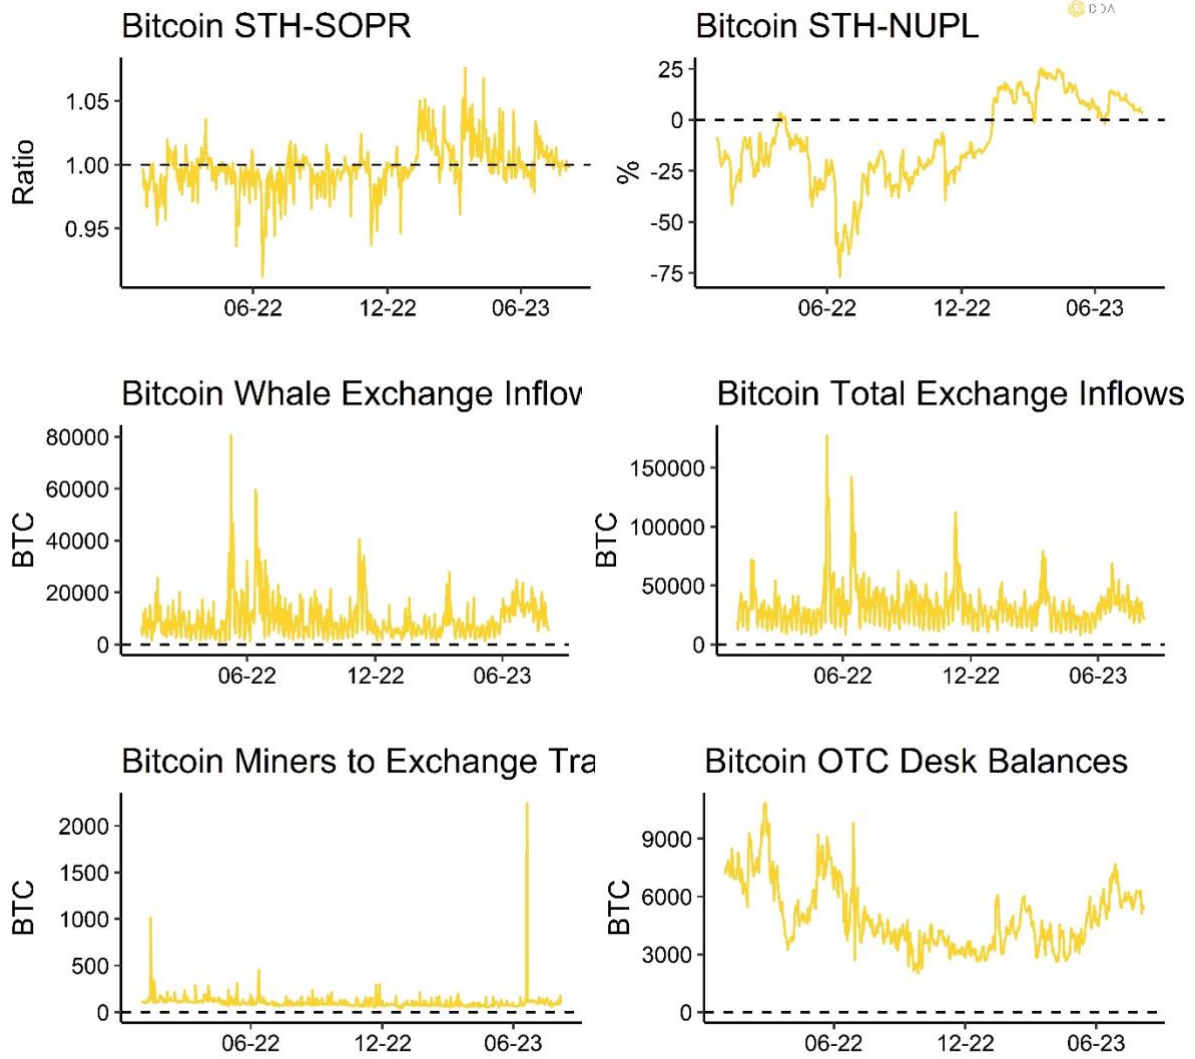 Bitcoin STH-SOPR
Ratio
1.05
1.00
0.95
06-22 12-22 06-23
Bitcoin STH-NUPL
%
25
0
-25
-50
-75
06-22 12-22 06-23
Bitcoin Whale Exchange Inflow
BTC
80000
60000
40000
20000
0
06-22 12-22 06-23
Bitcoin Total Exchange Inflows
BTC
150000
100000
50000
0
06-22 12-22 06-23
Bitcoin Miners to Exchange Tra
BTC
2000
1500
1000
500
0
06-22 12-22 06-23
Bitcoin OTC Desk Balances
BTC
9000
6000
3000
0
06-22 12-22 06-23